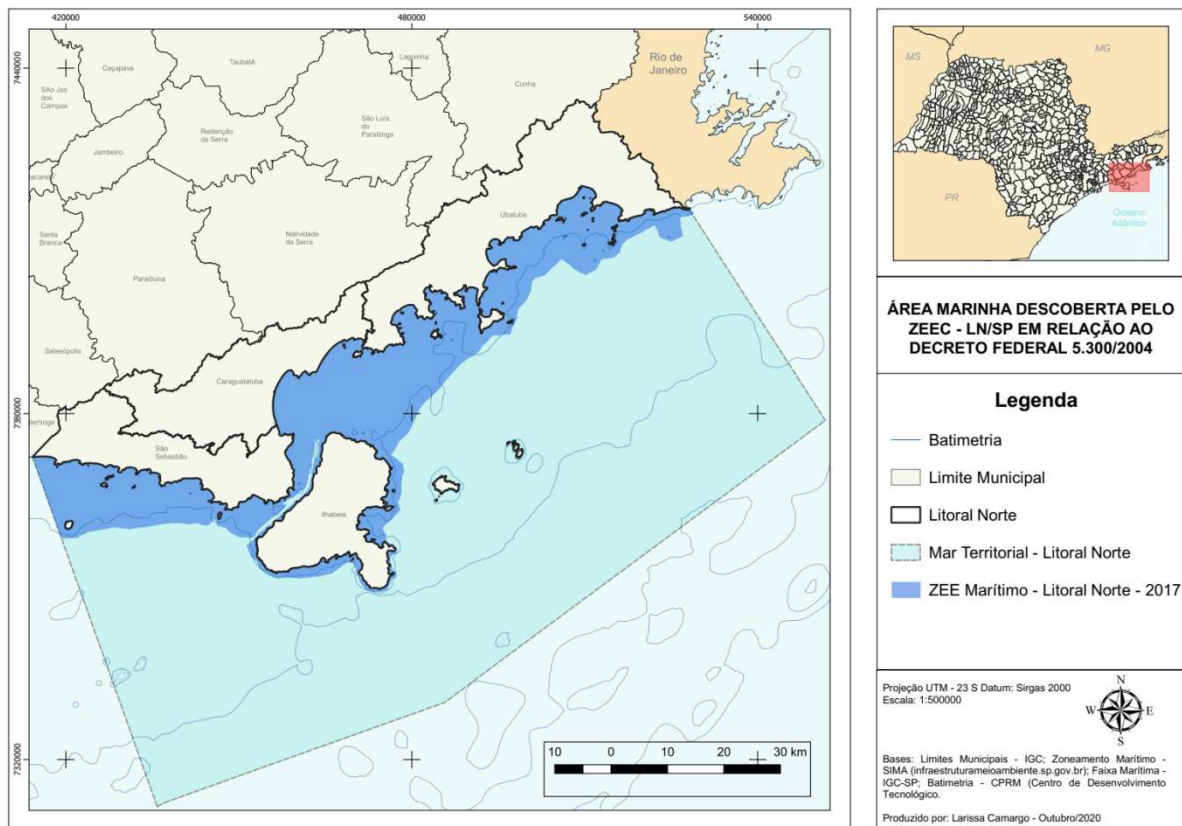 420000
480000
540000
7440000
7380000
7320000
Caçapava
TaubatÁ
Lagoinha
Cunha
Rio de
Janeiro
SAo Jos
dos
Campos
São Luís
do
Paraitinga
Redenção
da Serra
Jambeiro
Ubatuba
Santa
Branca
Natividade
da Serra
Paraibuna
Salesópolis
Caraguatatuba
São
Sebastião
Ilhabela
10 0 10 20 30 km
MS
MG
PR
Oceano
Atlântico
ÁREA MARINHA DESCOBERTA PELO
ZEEC - LN/SP EM RELAÇÃO AO
DECRETO FEDERAL 5.300/2004
Legenda
Batimetria
Limite Municipal
Litoral Norte
Mar Territorial - Litoral Norte
ZEE Marítimo - Litoral Norte - 2017
Projeção UTM - 23 S Datum: Sirgas 2000
Escala: 1:500000
N
W E
S
Bases: Limites Municipais - IGC; Zoneamento Marítimo -
SIMA (infraestruturameioambiente.sp.gov.br); Faixa Marítima -
IGC-SP; Batimetria - CPRM (Centro de Desenvolvimento
Tecnológico.
Produzido por: Larissa Camargo - Outubro/2020